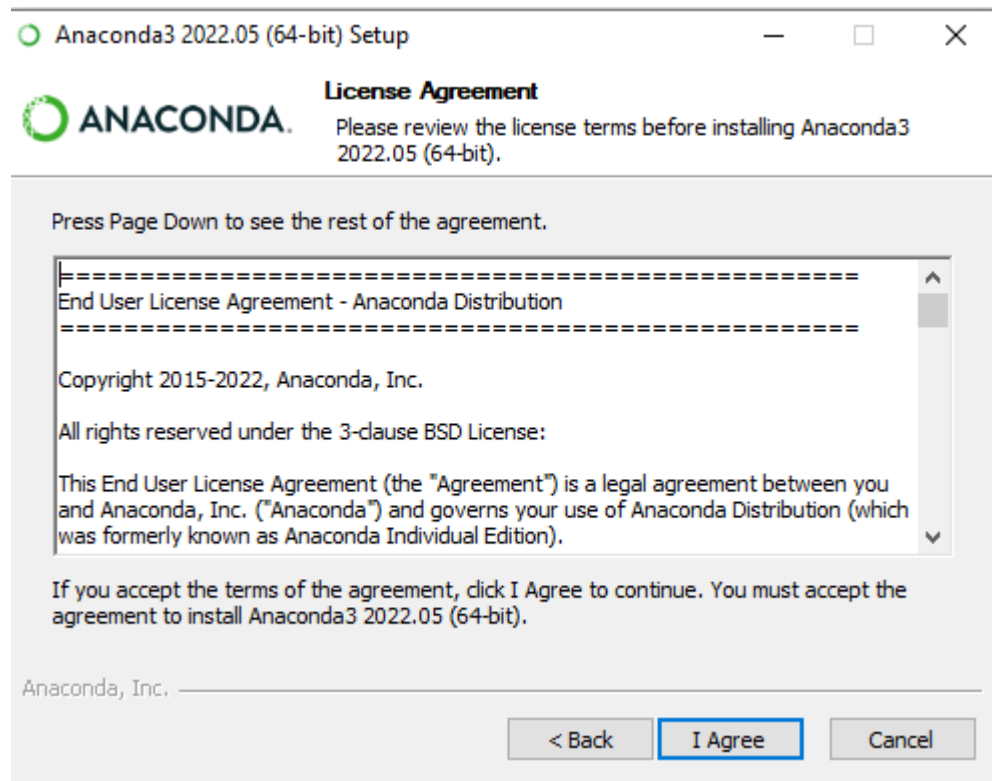 Anaconda3 2022.05 (64-bit) Setup
ANACONDA.
License Agreement
Please review the license terms before installing Anaconda3
2022.05 (64-bit).
Press Page Down to see the rest of the agreement.
==================================================
End User License Agreement - Anaconda Distribution
==================================================
Copyright 2015-2022, Anaconda, Inc.
All rights reserved under the 3-clause BSD License:
This End User License Agreement (the "Agreement") is a legal agreement between you
and Anaconda, Inc. ("Anaconda") and governs your use of Anaconda Distribution (which
was formerly known as Anaconda Individual Edition).
If you accept the terms of the agreement, click I Agree to continue. You must accept the
agreement to install Anaconda3 2022.05 (64-bit).
Anaconda, Inc.
< Back
I Agree
Cancel